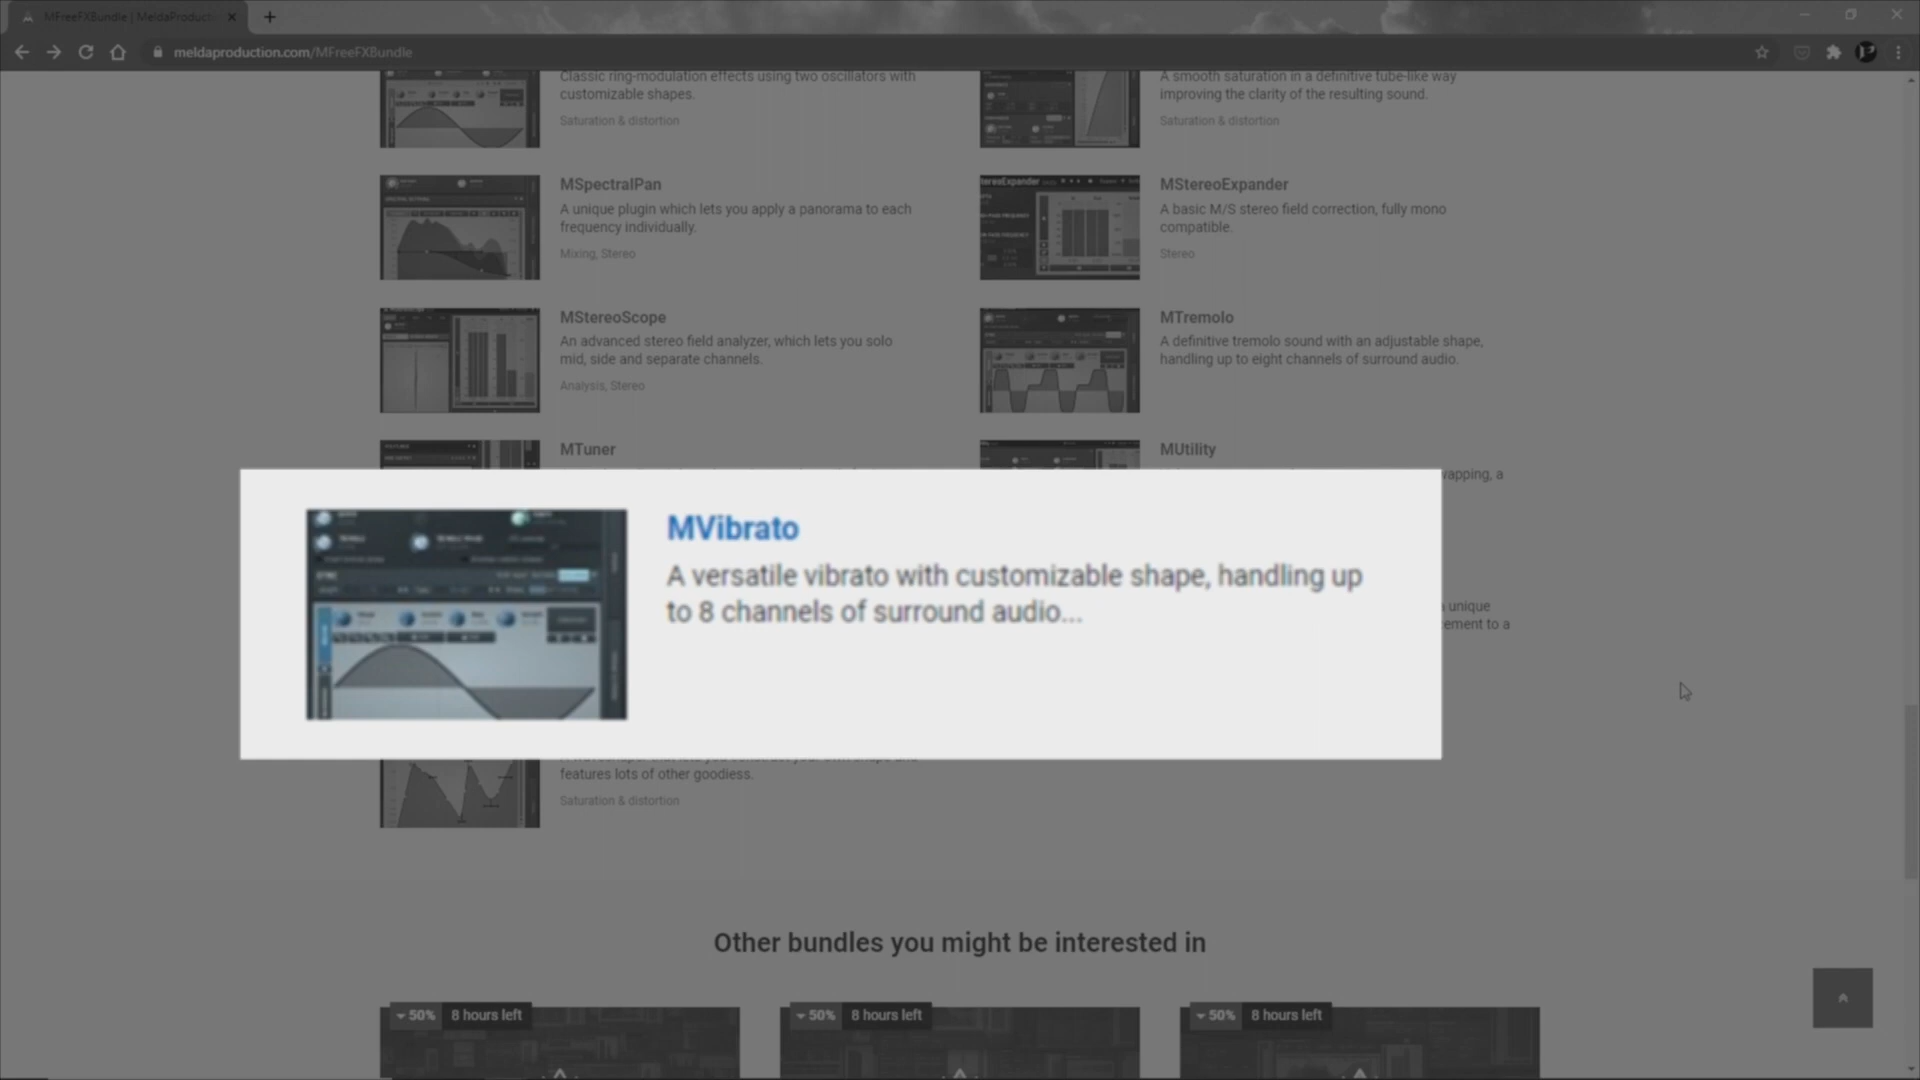 MFreeFXBundle | MeldaProduct
meldaproduction.com/MFreeFXBundle
Classic ring-modulation effects using two oscillators with
customizable shapes.
Saturation & distortion
A smooth saturation in a definitive tube-like way
improving the clarity of the resulting sound.
Saturation & distortion
MSpectralPan
A unique plugin which lets you apply a panorama to each
frequency individually.
Mixing, Stereo
MStereoExpander
A basic M/S stereo field correction, fully mono
compatible.
Stereo
MStereoScope
An advanced stereo field analyzer, which lets you solo
mid, side and separate channels.
Analysis, Stereo
MTremolo
A definitive tremolo sound with an adjustable shape,
handling up to eight channels of surround audio.
MTuner
MUtility
wapping, a
MVibrato
A versatile vibrato with customizable shape, handling up
to 8 channels of surround audio...
unique
ement to a
features lots of other goodiess.
Saturation & distortion
Other bundles you might be interested in
50% 8 hours left
50% 8 hours left
50% 8 hours left